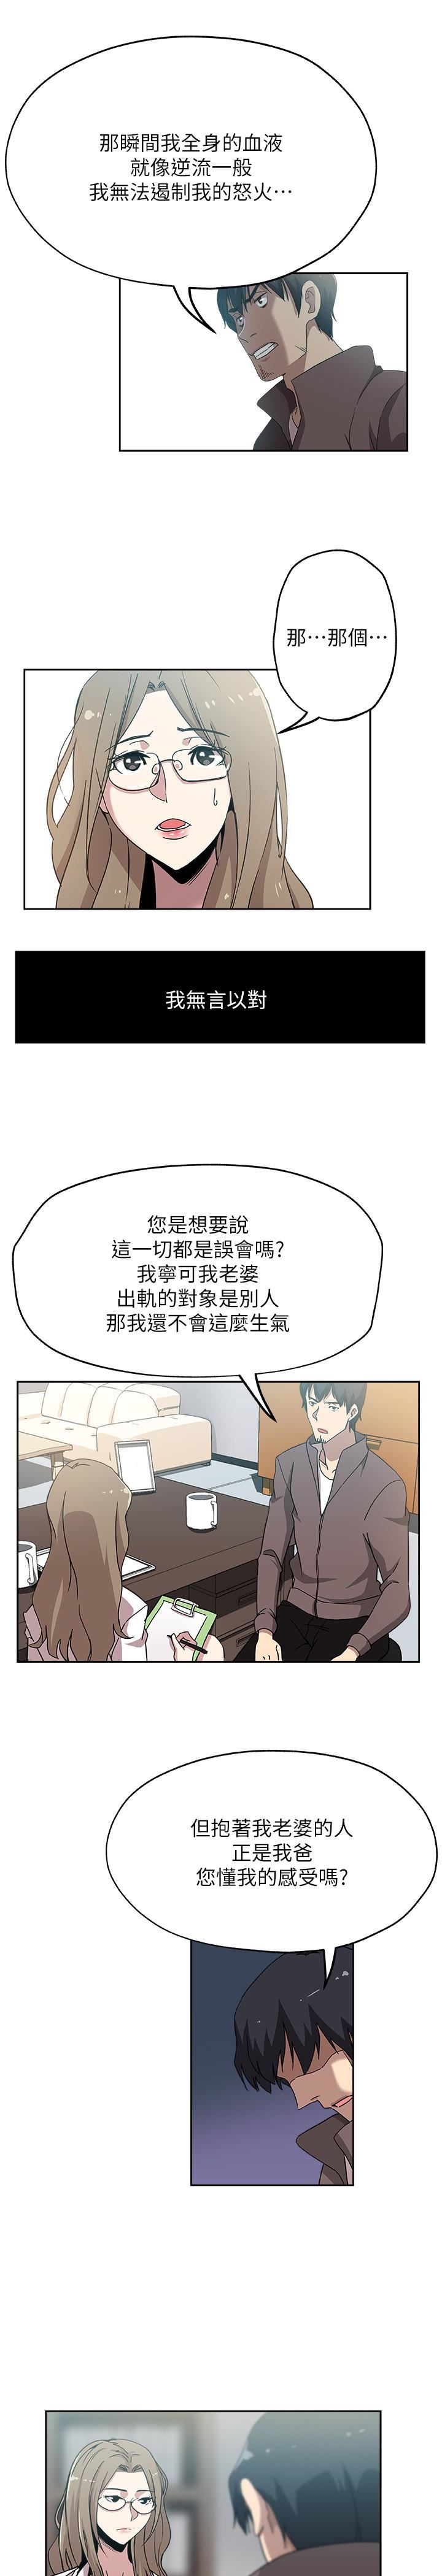 那瞬間我全身的血液
就像逆流一般
我無法遏制我的怒火…
那…那個…
我無言以對
您是想要說
這一切都是誤會嗎?
我寧可我老婆
出軌的對象是別人
那我還不會這麼生氣
但抱著我老婆的人
正是我爸
您懂我的感受嗎?